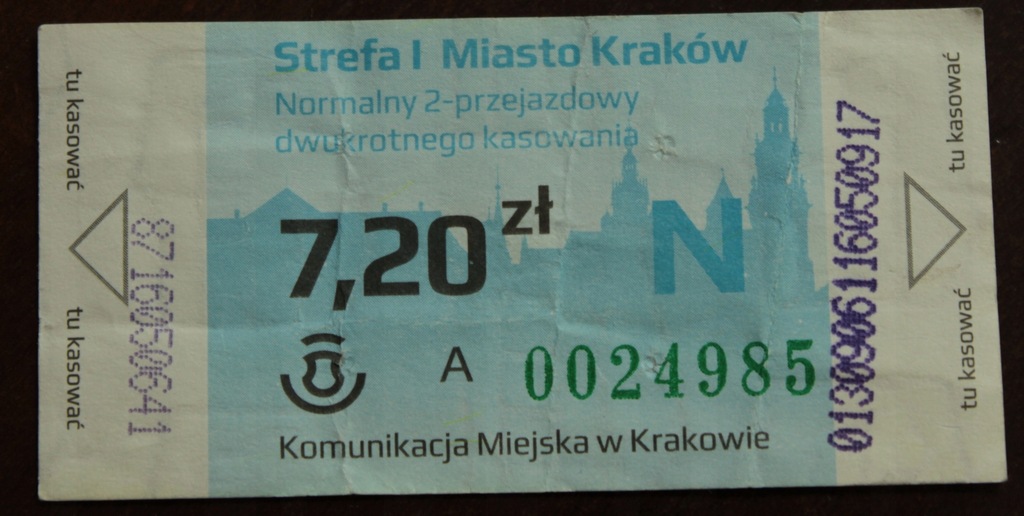 Strefa I Miasto Kraków
Normalny 2-przejazdowy
dwukrotnego kasowania
7,20 zł N
A 0024985
Komunikacja Miejska w Krakowie
tu kasować
tu kasować
tu kasować
tu kasować